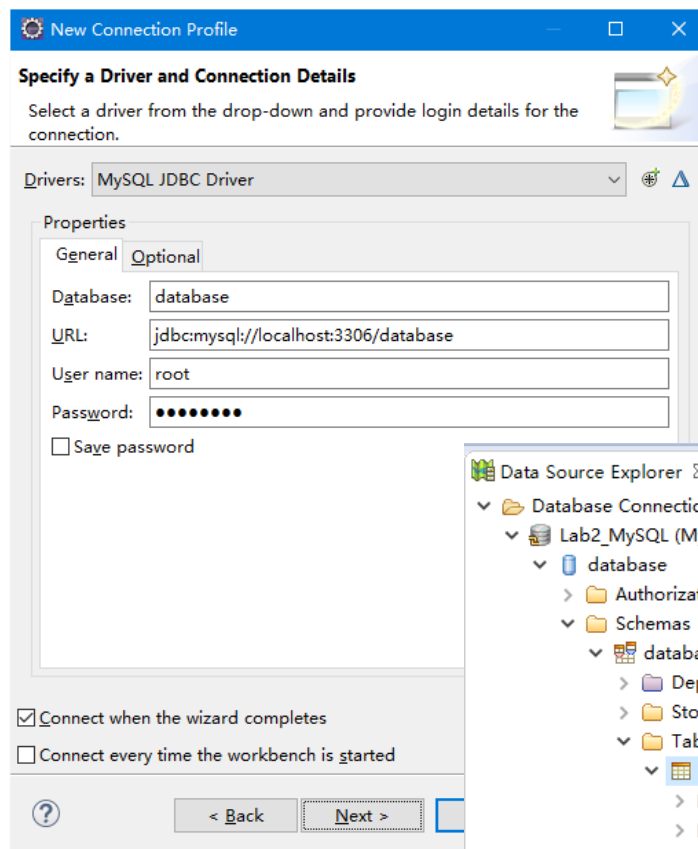 New Connection Profile
Specify a Driver and Connection Details
Select a driver from the drop-down and provide login details for the
connection.
Drivers: MySQL JDBC Driver
Properties
General Optional
Database: database
URL: jdbc:mysql://localhost:3306/database
User name: root
Password: ●●●●●●●●
Save password
Connect when the wizard completes
Connect every time the workbench is started
? < Back Next >
Data Source Explorer
Database Connectio
Lab2_MySQL (M
database
Authoriza
Schemas
databa
Dep
Sto
Tab